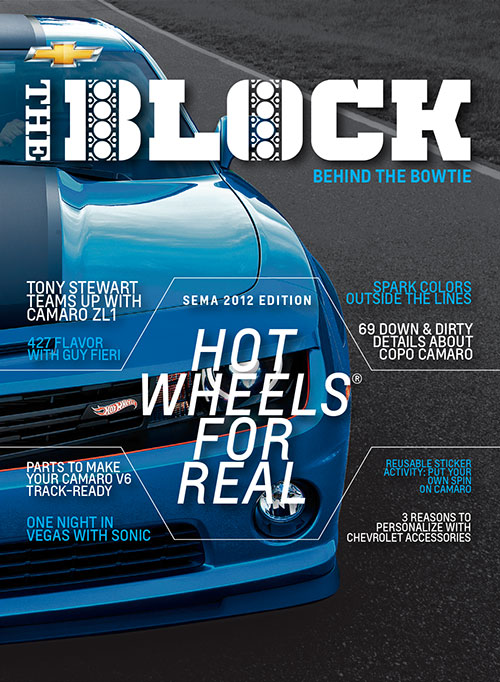 THE BLOCK
BEHIND THE BOWTIE
TONY STEWART
TEAMS UP WITH
CAMARO ZL1
427 FLAVOR
WITH GUY FIERI
SEMA 2012 EDITION
SPARK COLORS
OUTSIDE THE LINES
69 DOWN & DIRTY
DETAILS ABOUT
COPO CAMARO
HOT
WHEELS®
FOR
REAL
Hot Wheels
PARTS TO MAKE
YOUR CAMARO V6
TRACK-READY
ONE NIGHT IN
VEGAS WITH SONIC
REUSABLE STICKER
ACTIVITY: PUT YOUR
OWN SPIN
ON CAMARO
3 REASONS TO
PERSONALIZE WITH
CHEVROLET ACCESSORIES